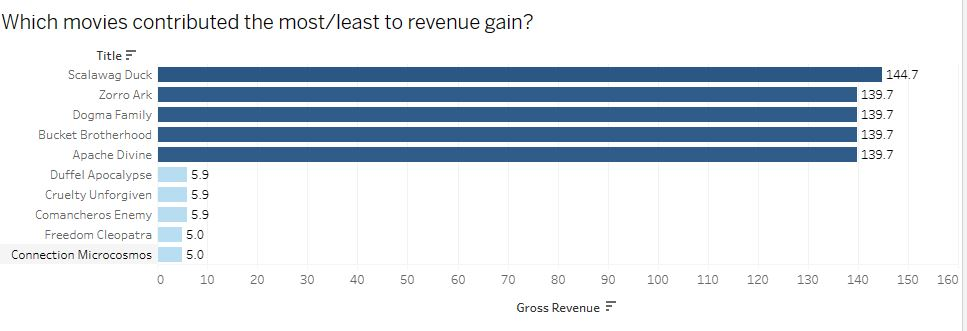 Which movies contributed the most/least to revenue gain?
Title
Scalawag Duck 144.7
Zorro Ark 139.7
Dogma Family 139.7
Bucket Brotherhood 139.7
Apache Divine 139.7
Duffel Apocalypse 5.9
Cruelty Unforgiven 5.9
Comancheros Enemy 5.9
Freedom Cleopatra 5.0
Connection Microcosmos 5.0
0 10 20 30 40 50 60 70 80 90 100 110 120 130 140 150 160
Gross Revenue